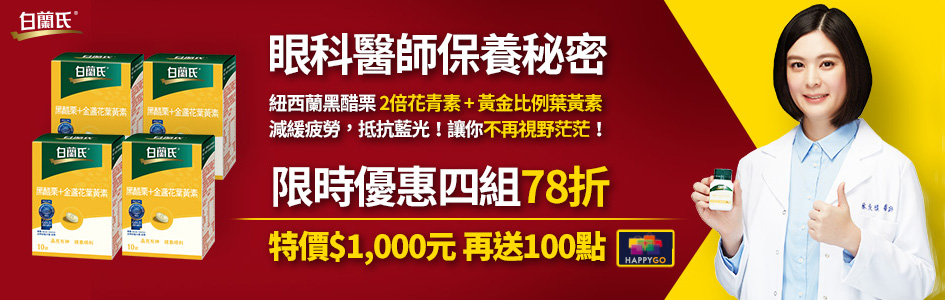 白蘭氏®
眼科醫師保養秘密
紐西蘭黑醋栗 2倍花青素 + 黃金比例葉黃素
減緩疲勞，抵抗藍光！讓你不再視野茫茫！
限時優惠四組78折
特價$1,000元 再送100點
HAPPYGO
白蘭氏
黑醋栗+金盞花葉黃素
白蘭氏
黑醋栗+金盞花葉黃素
白蘭氏
黑醋栗+金盞花葉黃素
白蘭氏
黑醋栗+金盞花葉黃素